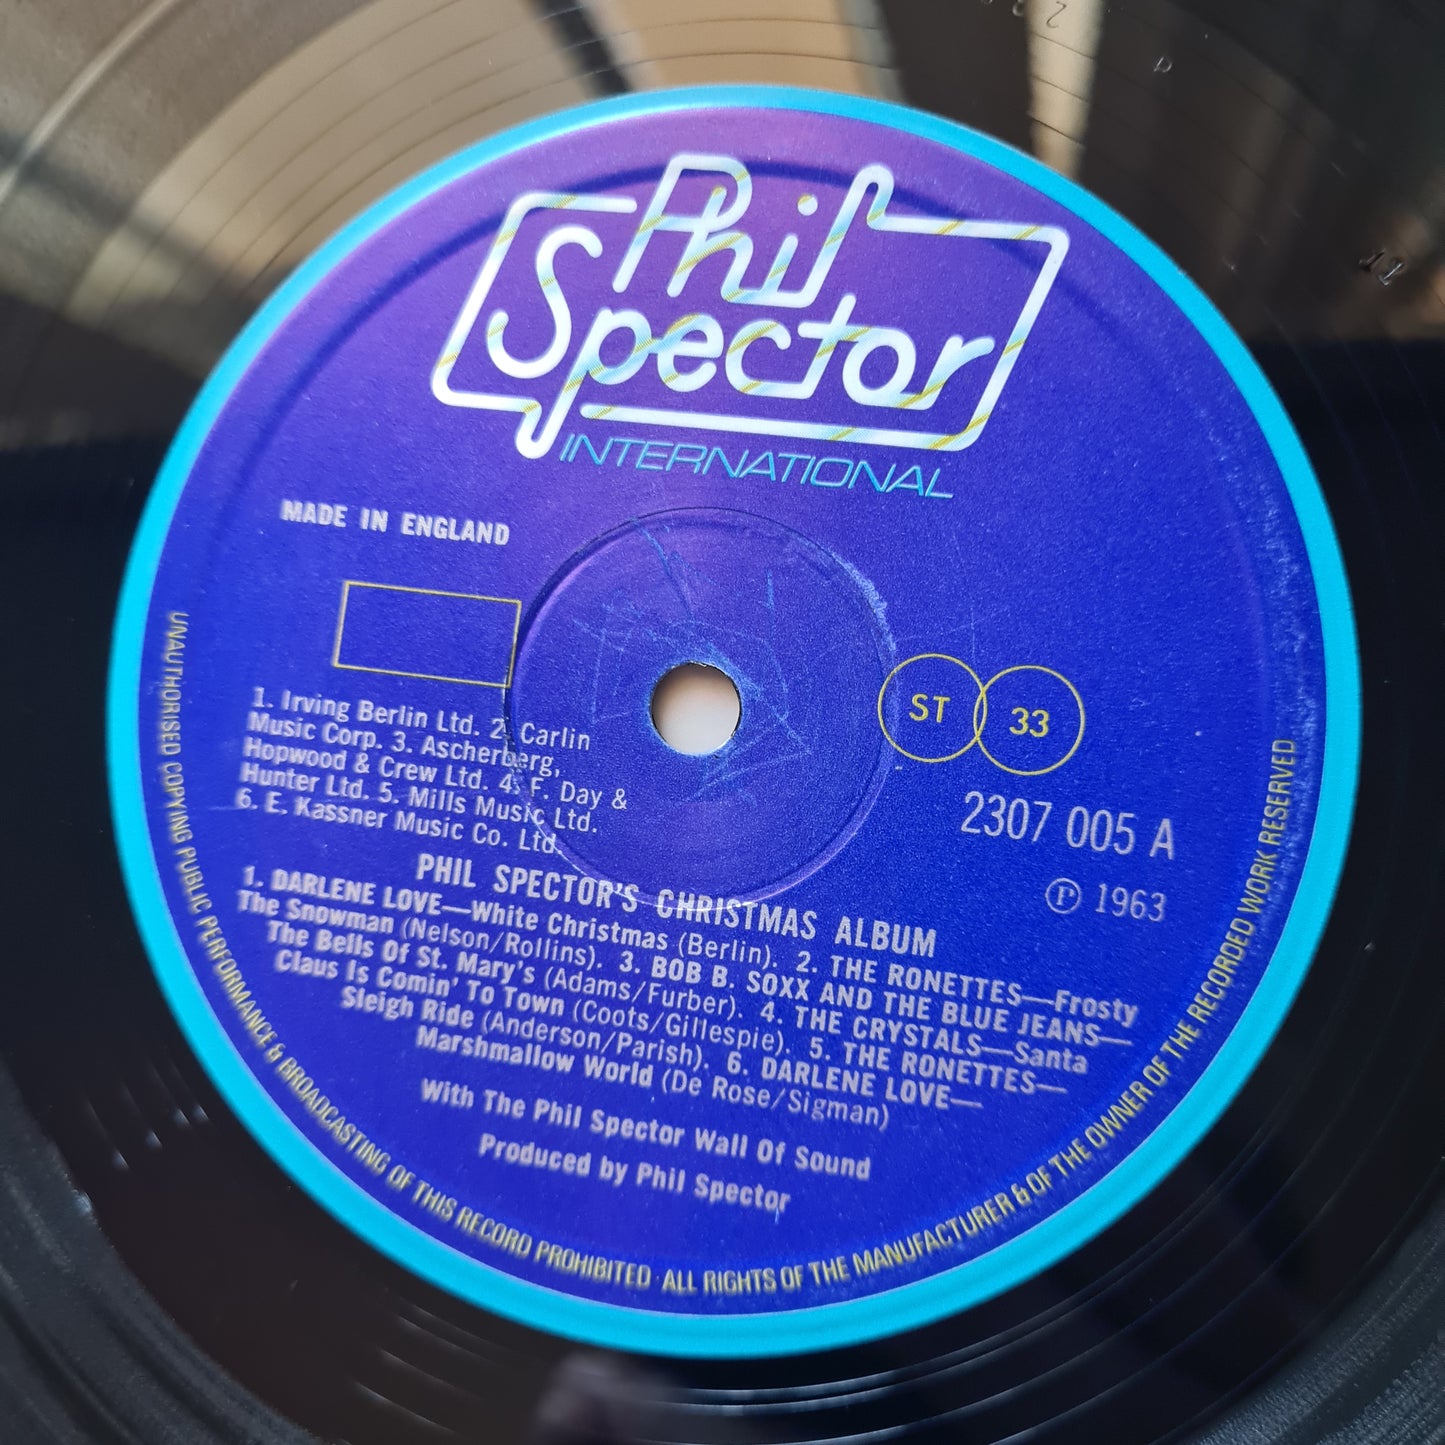 Phil
Spector
INTERNATIONAL
MADE IN ENGLAND
ST 33
1. Irving Berlin Ltd. 2. Carlin
Music Corp. 3. Ascherberg,
Hopwood & Crew Ltd. 4. F. Day &
Hunter Ltd. 5. Mills Music Ltd.
6. E. Kassner Music Co. Ltd.
2307 005 A
℗ 1963
PHIL SPECTOR'S CHRISTMAS ALBUM
1. DARLENE LOVE—White Christmas (Berlin). 2. THE RONETTES—Frosty
The Snowman (Nelson/Rollins). 3. BOB B. SOXX AND THE BLUE JEANS—
The Bells Of St. Mary's (Adams/Furber). 4. THE CRYSTALS—Santa
Claus Is Comin' To Town (Coots/Gillespie). 5. THE RONETTES—
Sleigh Ride (Anderson/Parish). 6. DARLENE LOVE—
Marshmallow World (De Rose/Sigman)
With The Phil Spector Wall Of Sound
Produced by Phil Spector
UNAUTHORISED COPYING PUBLIC PERFORMANCE & BROADCASTING OF THIS RECORD PROHIBITED · ALL RIGHTS OF THE MANUFACTURER & OF THE OWNER OF THE RECORDED WORK RESERVED